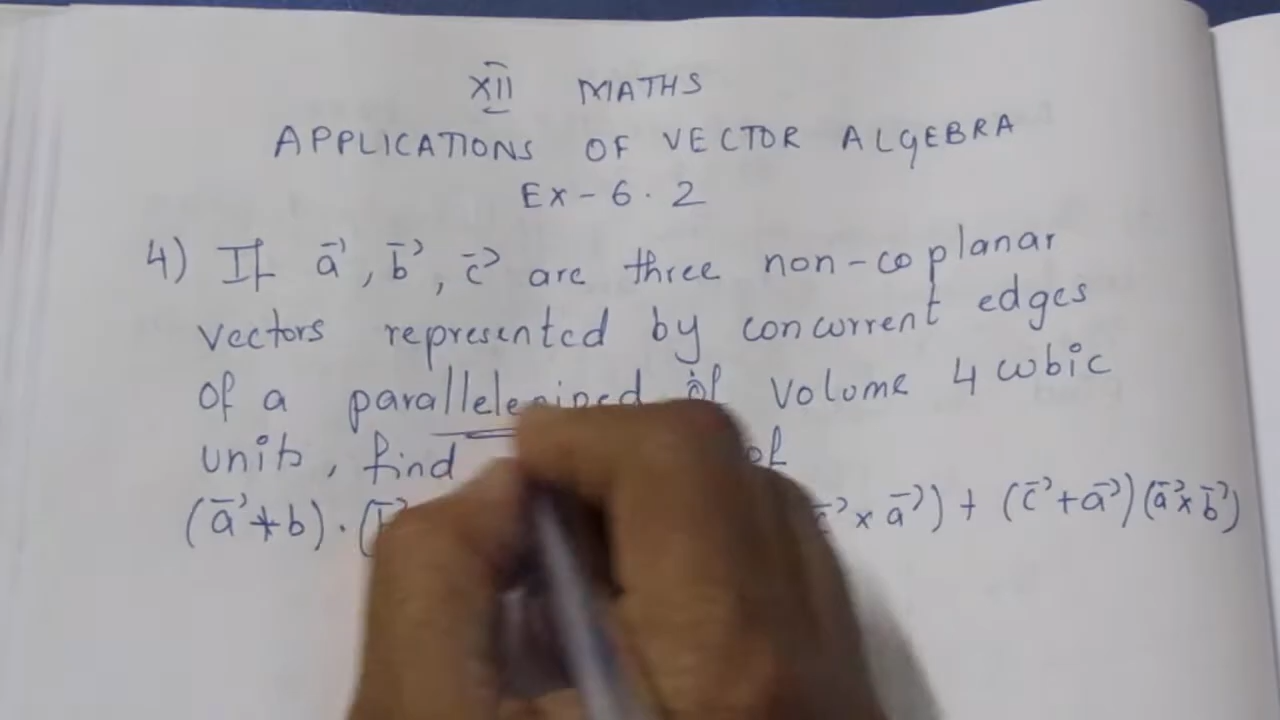 XII MATHS
APPLICATIONS OF VECTOR ALGEBRA
Ex - 6.2
4) If a⃗, b⃗, c⃗ are three non-coplanar
vectors represented by concurrent edges
of a parallelepiped of volume 4 cubic
units, find of
(a⃗ + b) · ( × a⃗) + (c⃗ + a⃗) (a⃗ × b⃗)